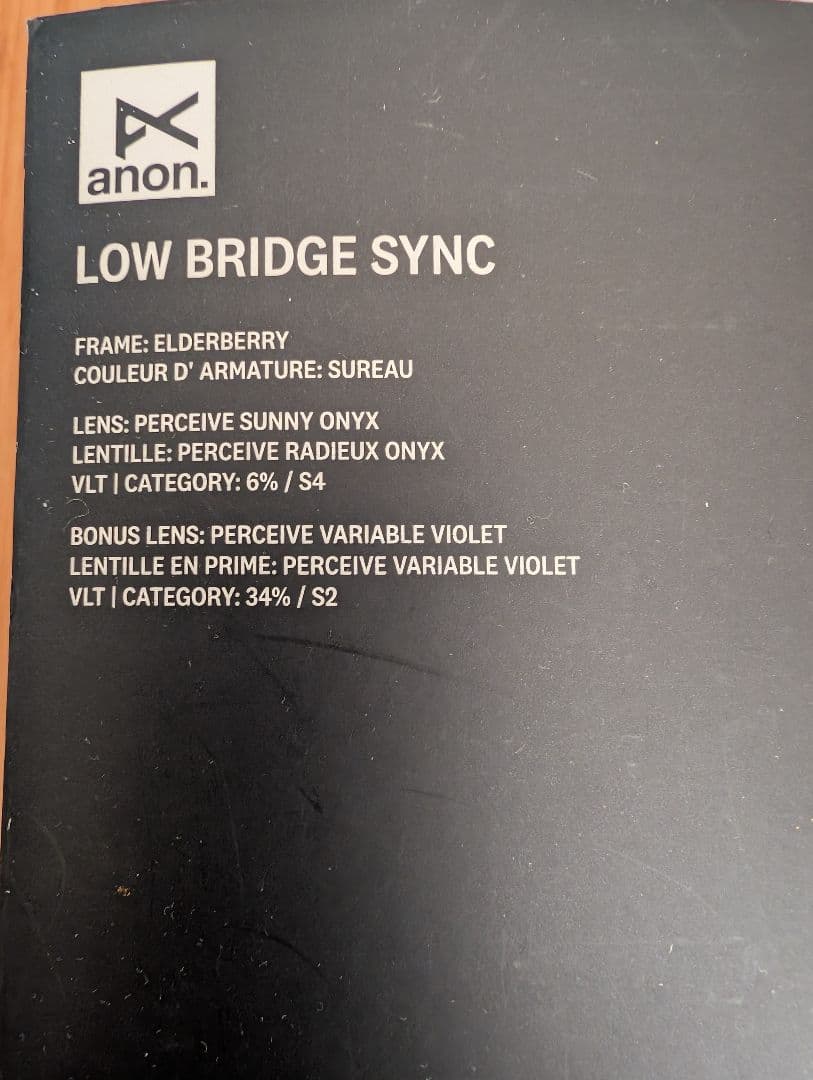 anon.
LOW BRIDGE SYNC
FRAME: ELDERBERRY
COULEUR D' ARMATURE: SUREAU
LENS: PERCEIVE SUNNY ONYX
LENTILLE: PERCEIVE RADIEUX ONYX
VLT | CATEGORY: 6% / S4
BONUS LENS: PERCEIVE VARIABLE VIOLET
LENTILLE EN PRIME: PERCEIVE VARIABLE VIOLET
VLT | CATEGORY: 34% / S2